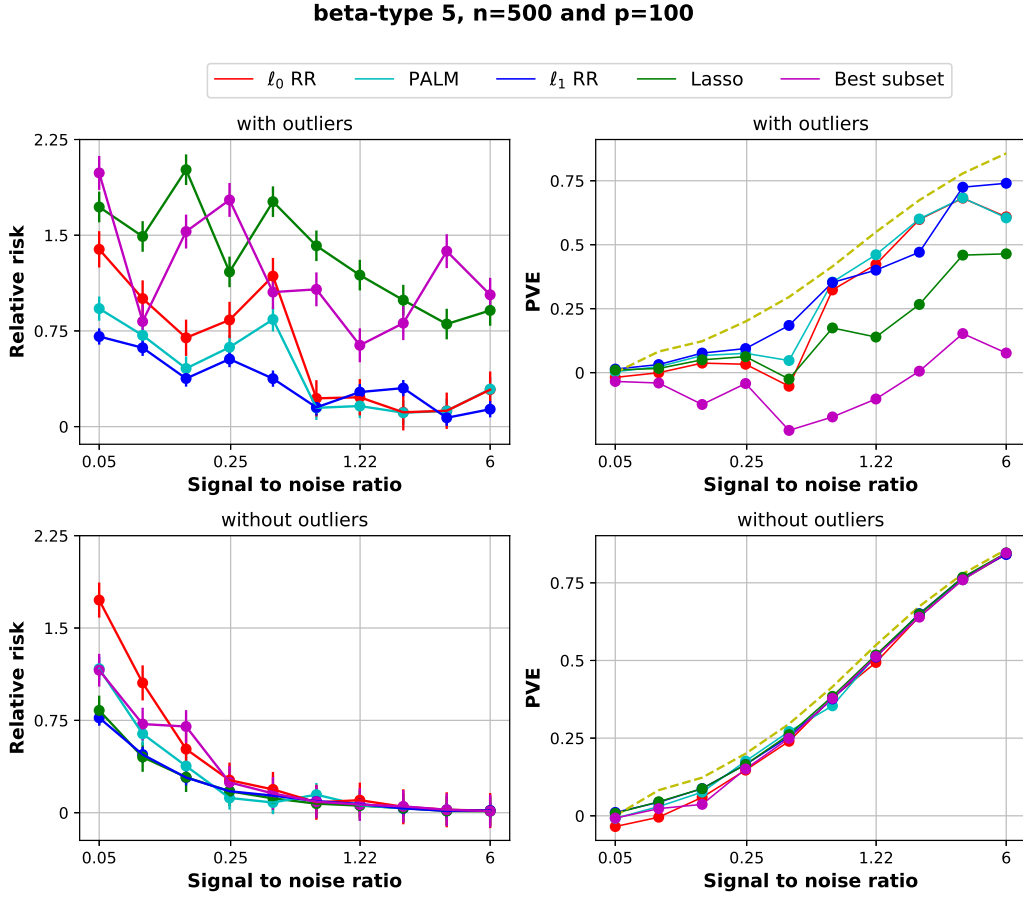 beta-type 5, n=500 and p=100
ℓ₀ RR PALM ℓ₁ RR Lasso Best subset
with outliers
2.25
1.5
0.75
0
Relative risk
0.05 0.25 1.22 6
Signal to noise ratio
with outliers
0.75
0.5
0.25
0
PVE
0.05 0.25 1.22 6
Signal to noise ratio
without outliers
2.25
1.5
0.75
0
Relative risk
0.05 0.25 1.22 6
Signal to noise ratio
without outliers
0.75
0.5
0.25
0
PVE
0.05 0.25 1.22 6
Signal to noise ratio